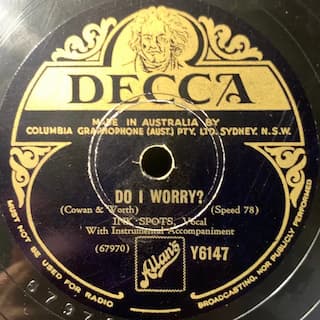 DECCA
MADE IN AUSTRALIA BY
COLUMBIA GRAPHOPHONE (AUST.) PTY. LTD. SYDNEY. N.S.W.
DO I WORRY?
(Cowan & Worth) (Speed 78)
INK SPOTS, Vocal
With Instrumental Accompaniment
(67970) Allan's Y6147
MUST NOT BE USED FOR RADIO BROADCASTING, NOR PUBLICLY PERFORMED